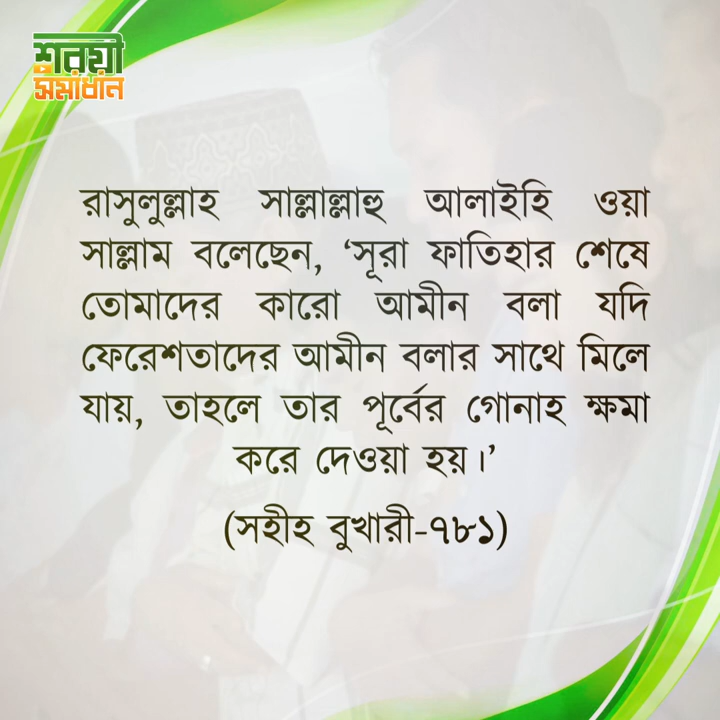 শরয়ী
সমাধান
রাসুলুল্লাহ সাল্লাল্লাহু আলাইহি ওয়া
সাল্লাম বলেছেন, ‘সূরা ফাতিহার শেষে
তোমাদের কারো আমীন বলা যদি
ফেরেশতাদের আমীন বলার সাথে মিলে
যায়, তাহলে তার পূর্বের গোনাহ ক্ষমা
করে দেওয়া হয়।’
(সহীহ বুখারী-৭৮১)